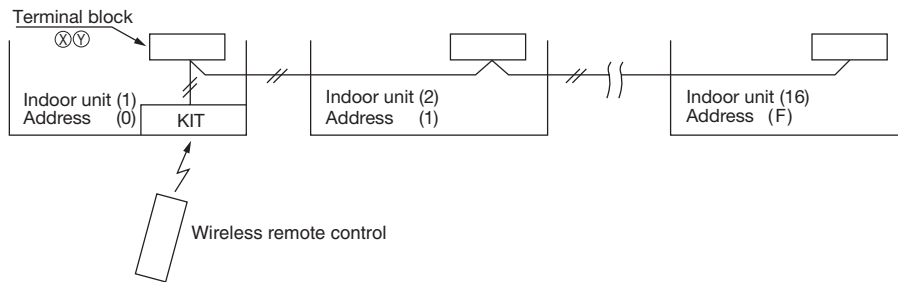 Terminal block
ⓍⓎ
Indoor unit (1)
Address (0)
KIT
Indoor unit (2)
Address (1)
Indoor unit (16)
Address (F)
Wireless remote control